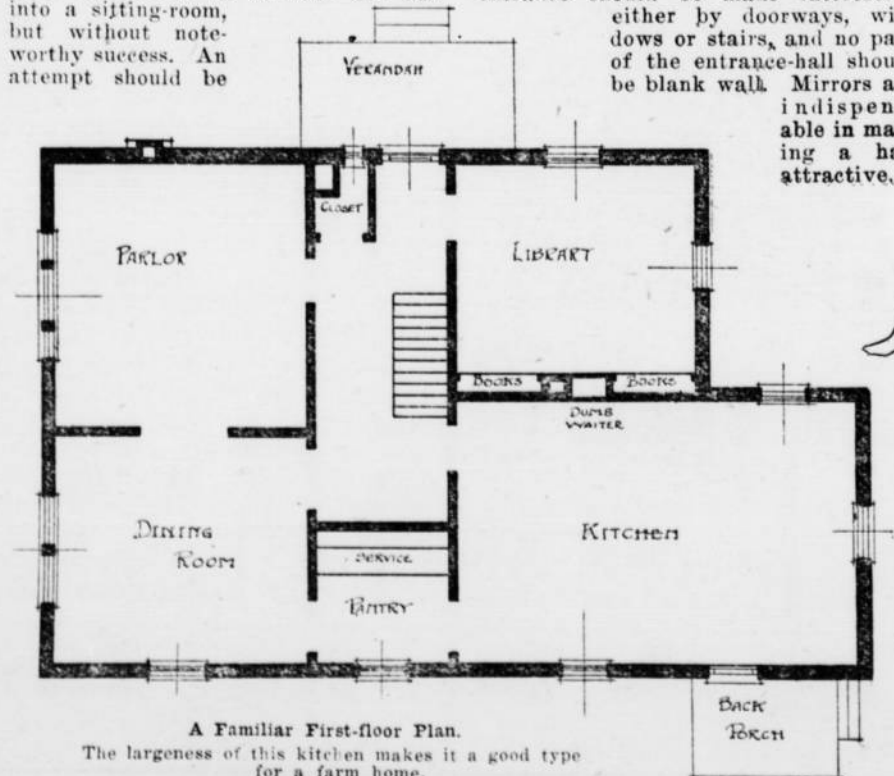 into a sitting-room,
but without note-
worthy success. An
attempt should be
either by doorways, wi
dows or stairs, and no pa
of the entrance-hall shou
be blank wall. Mirrors a
indispen
able in ma
ing a ha
attractive.
VERANDAH
CLOSET
PARLOR
LIBRARY
BOOKS
BOOKS
DUMB
WAITER
DINING
ROOM
KITCHEN
SERVICE
PANTRY
BACK
PORCH
A Familiar First-floor Plan.
The largeness of this kitchen makes it a good type
for a farm home.